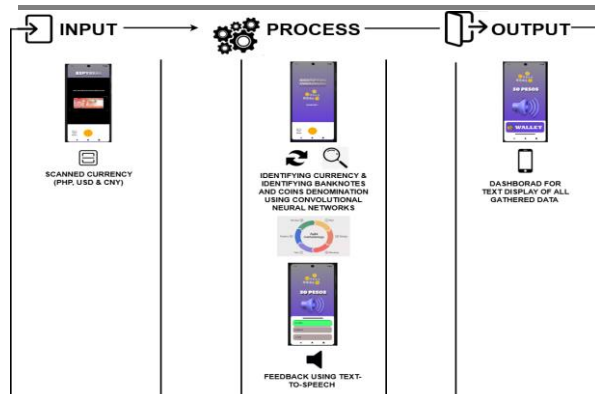 INPUT
PROCESS
OUTPUT
SCANNED CURRENCY
(PHP, USD & CNY)
IDENTIFYING CURRENCY &
IDENTIFYING BANKNOTES
AND COINS DENOMINATION
USING CONVOLUTIONAL
NEURAL NETWORKS
50 PESOS
FEEDBACK USING TEXT-
TO-SPEECH
50 PESOS
WALLET
DASHBORAD FOR
TEXT DISPLAY OF ALL
GATHERED DATA